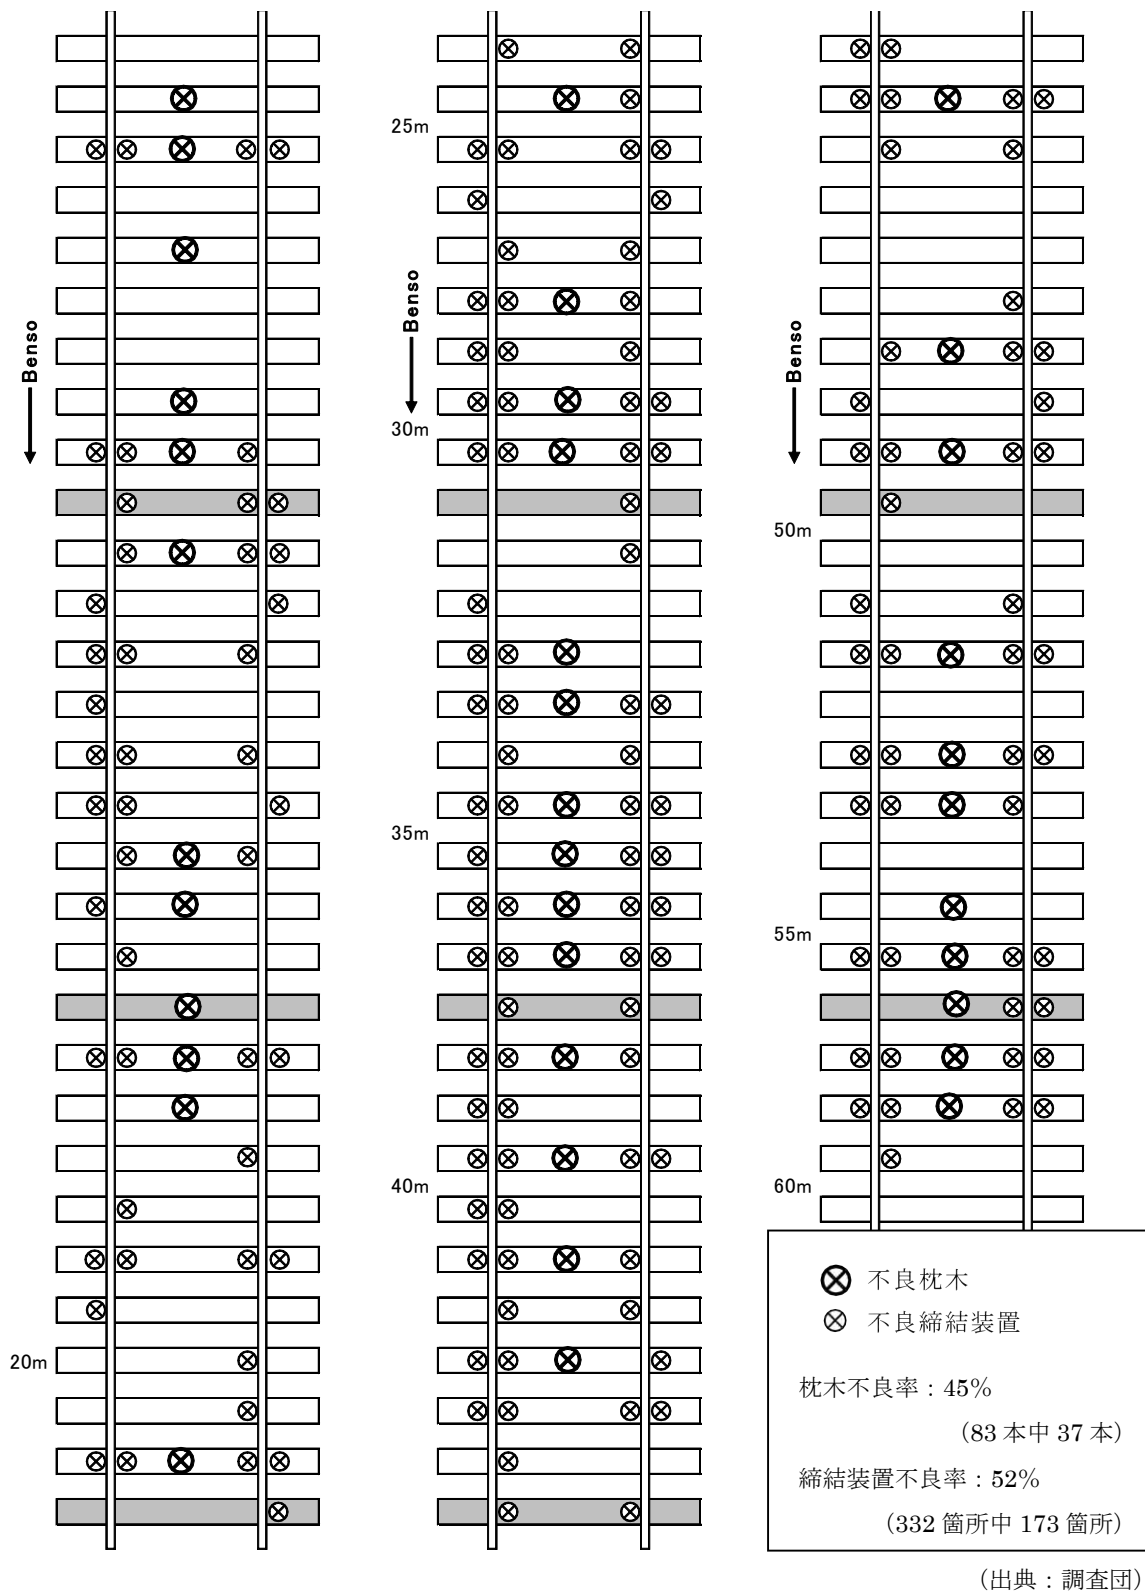 Benso
20m
25m
Benso
30m
35m
40m
Benso
50m
55m
60m
不良枕木
不良締結装置
枕木不良率：45%
（83 本中 37 本）
締結装置不良率：52%
（332 箇所中 173 箇所）
（出典：調査団）